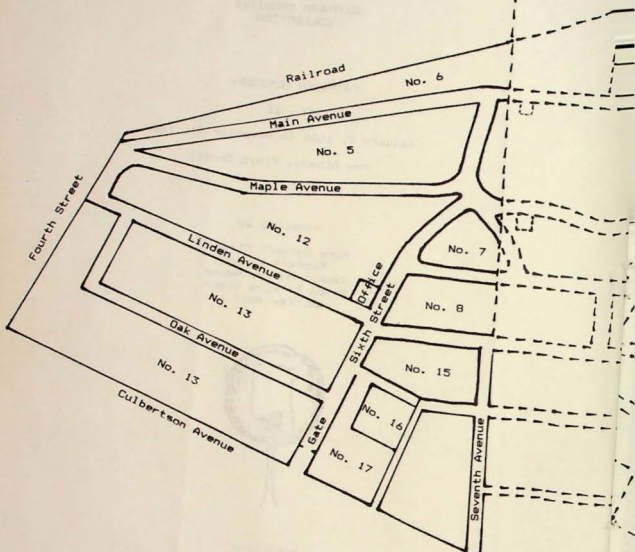 Railroad
No. 6
Main Avenue
No. 5
Maple Avenue
Fourth Street
No. 12
Linden Avenue
No. 7
Office
No. 13
No. 8
Sixth Street
Oak Avenue
No. 13
No. 15
Culbertson Avenue
No. 16
Gate
No. 17
Seventh Avenue